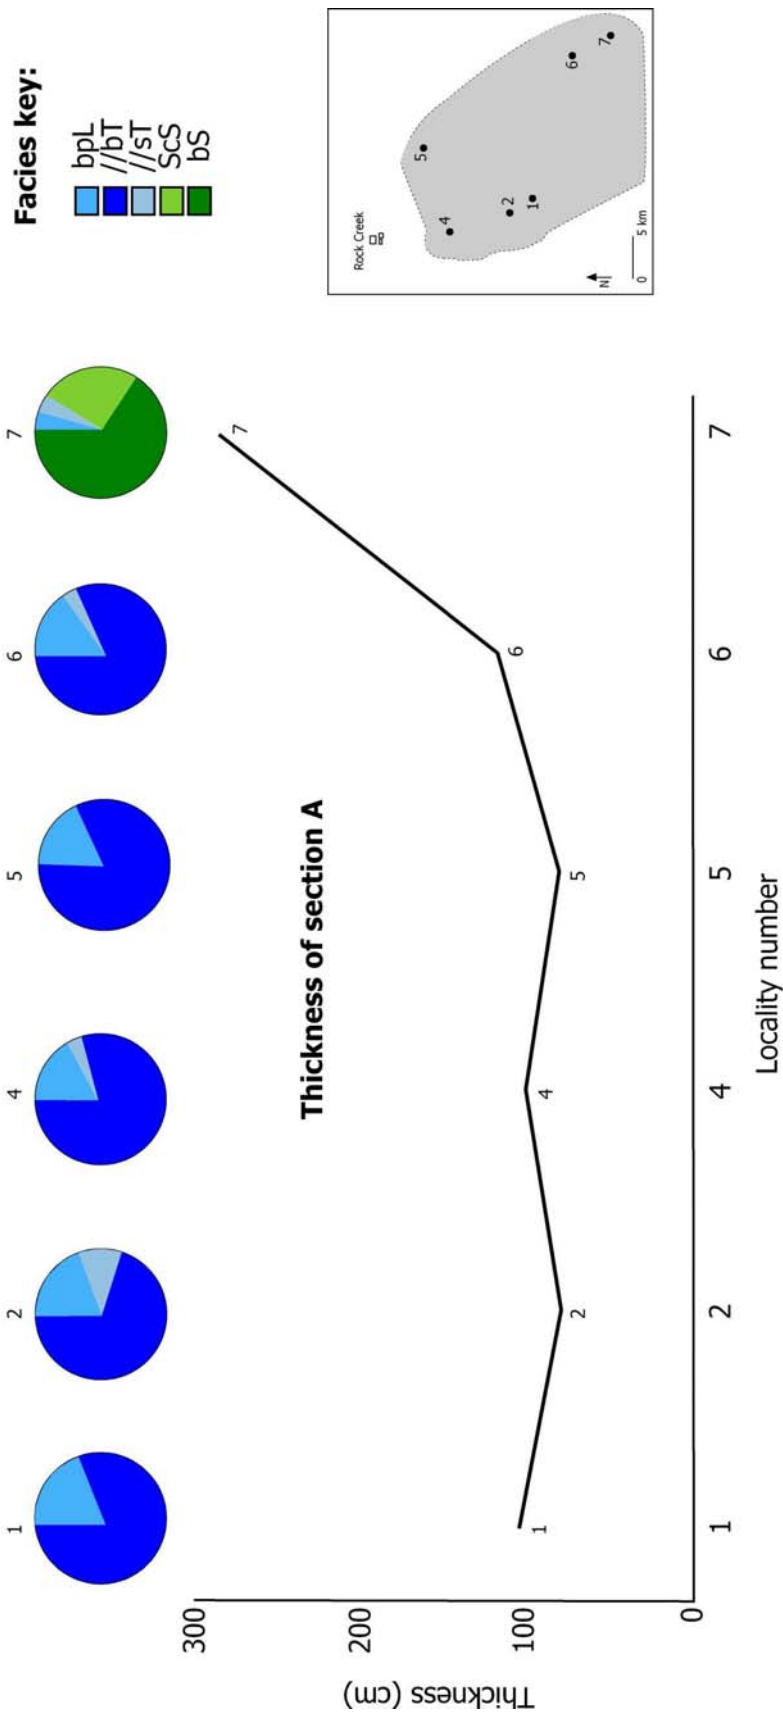 1 2 4 5 6 7
Facies key:
bpL
//bT
//sT
ScS
bS
Thickness of section A
Thickness (cm)
300
200
100
0
1 2 4 5 6 7
1 2 4 5 6 7
Locality number
Rock Creek
4
5
2
1
6
7
N
0 5 km